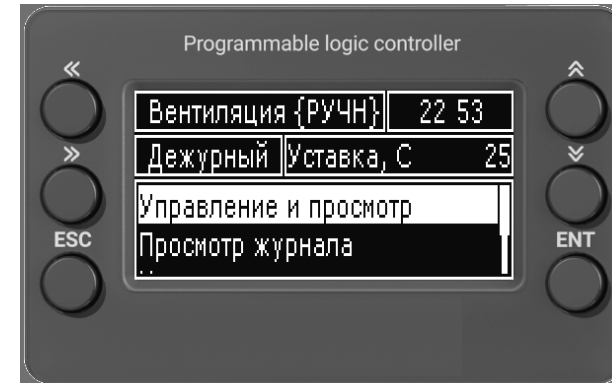 Programmable logic controller
« 
Вентиляция {РУЧН} 22 53
» Дежурный Уставка, С 25
Управление и просмотр
ESC Просмотр журнала ENT